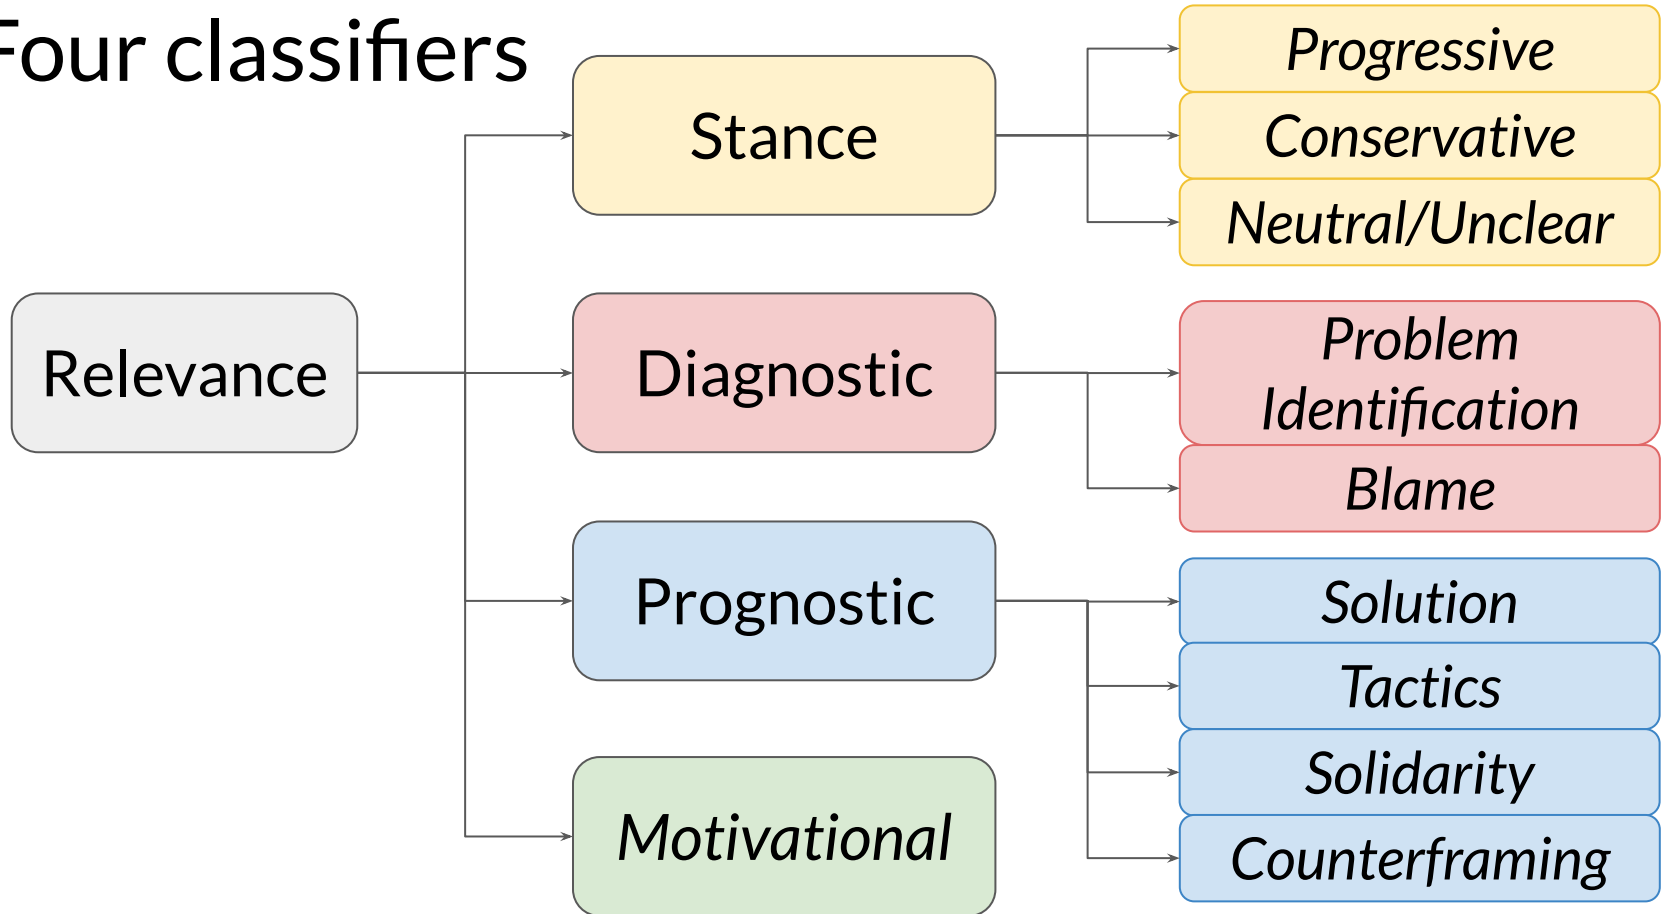 Four classifiers
Stance
Progressive
Conservative
Neutral/Unclear
Relevance
Diagnostic
Problem
Identification
Blame
Prognostic
Solution
Tactics
Solidarity
Counterframing
Motivational